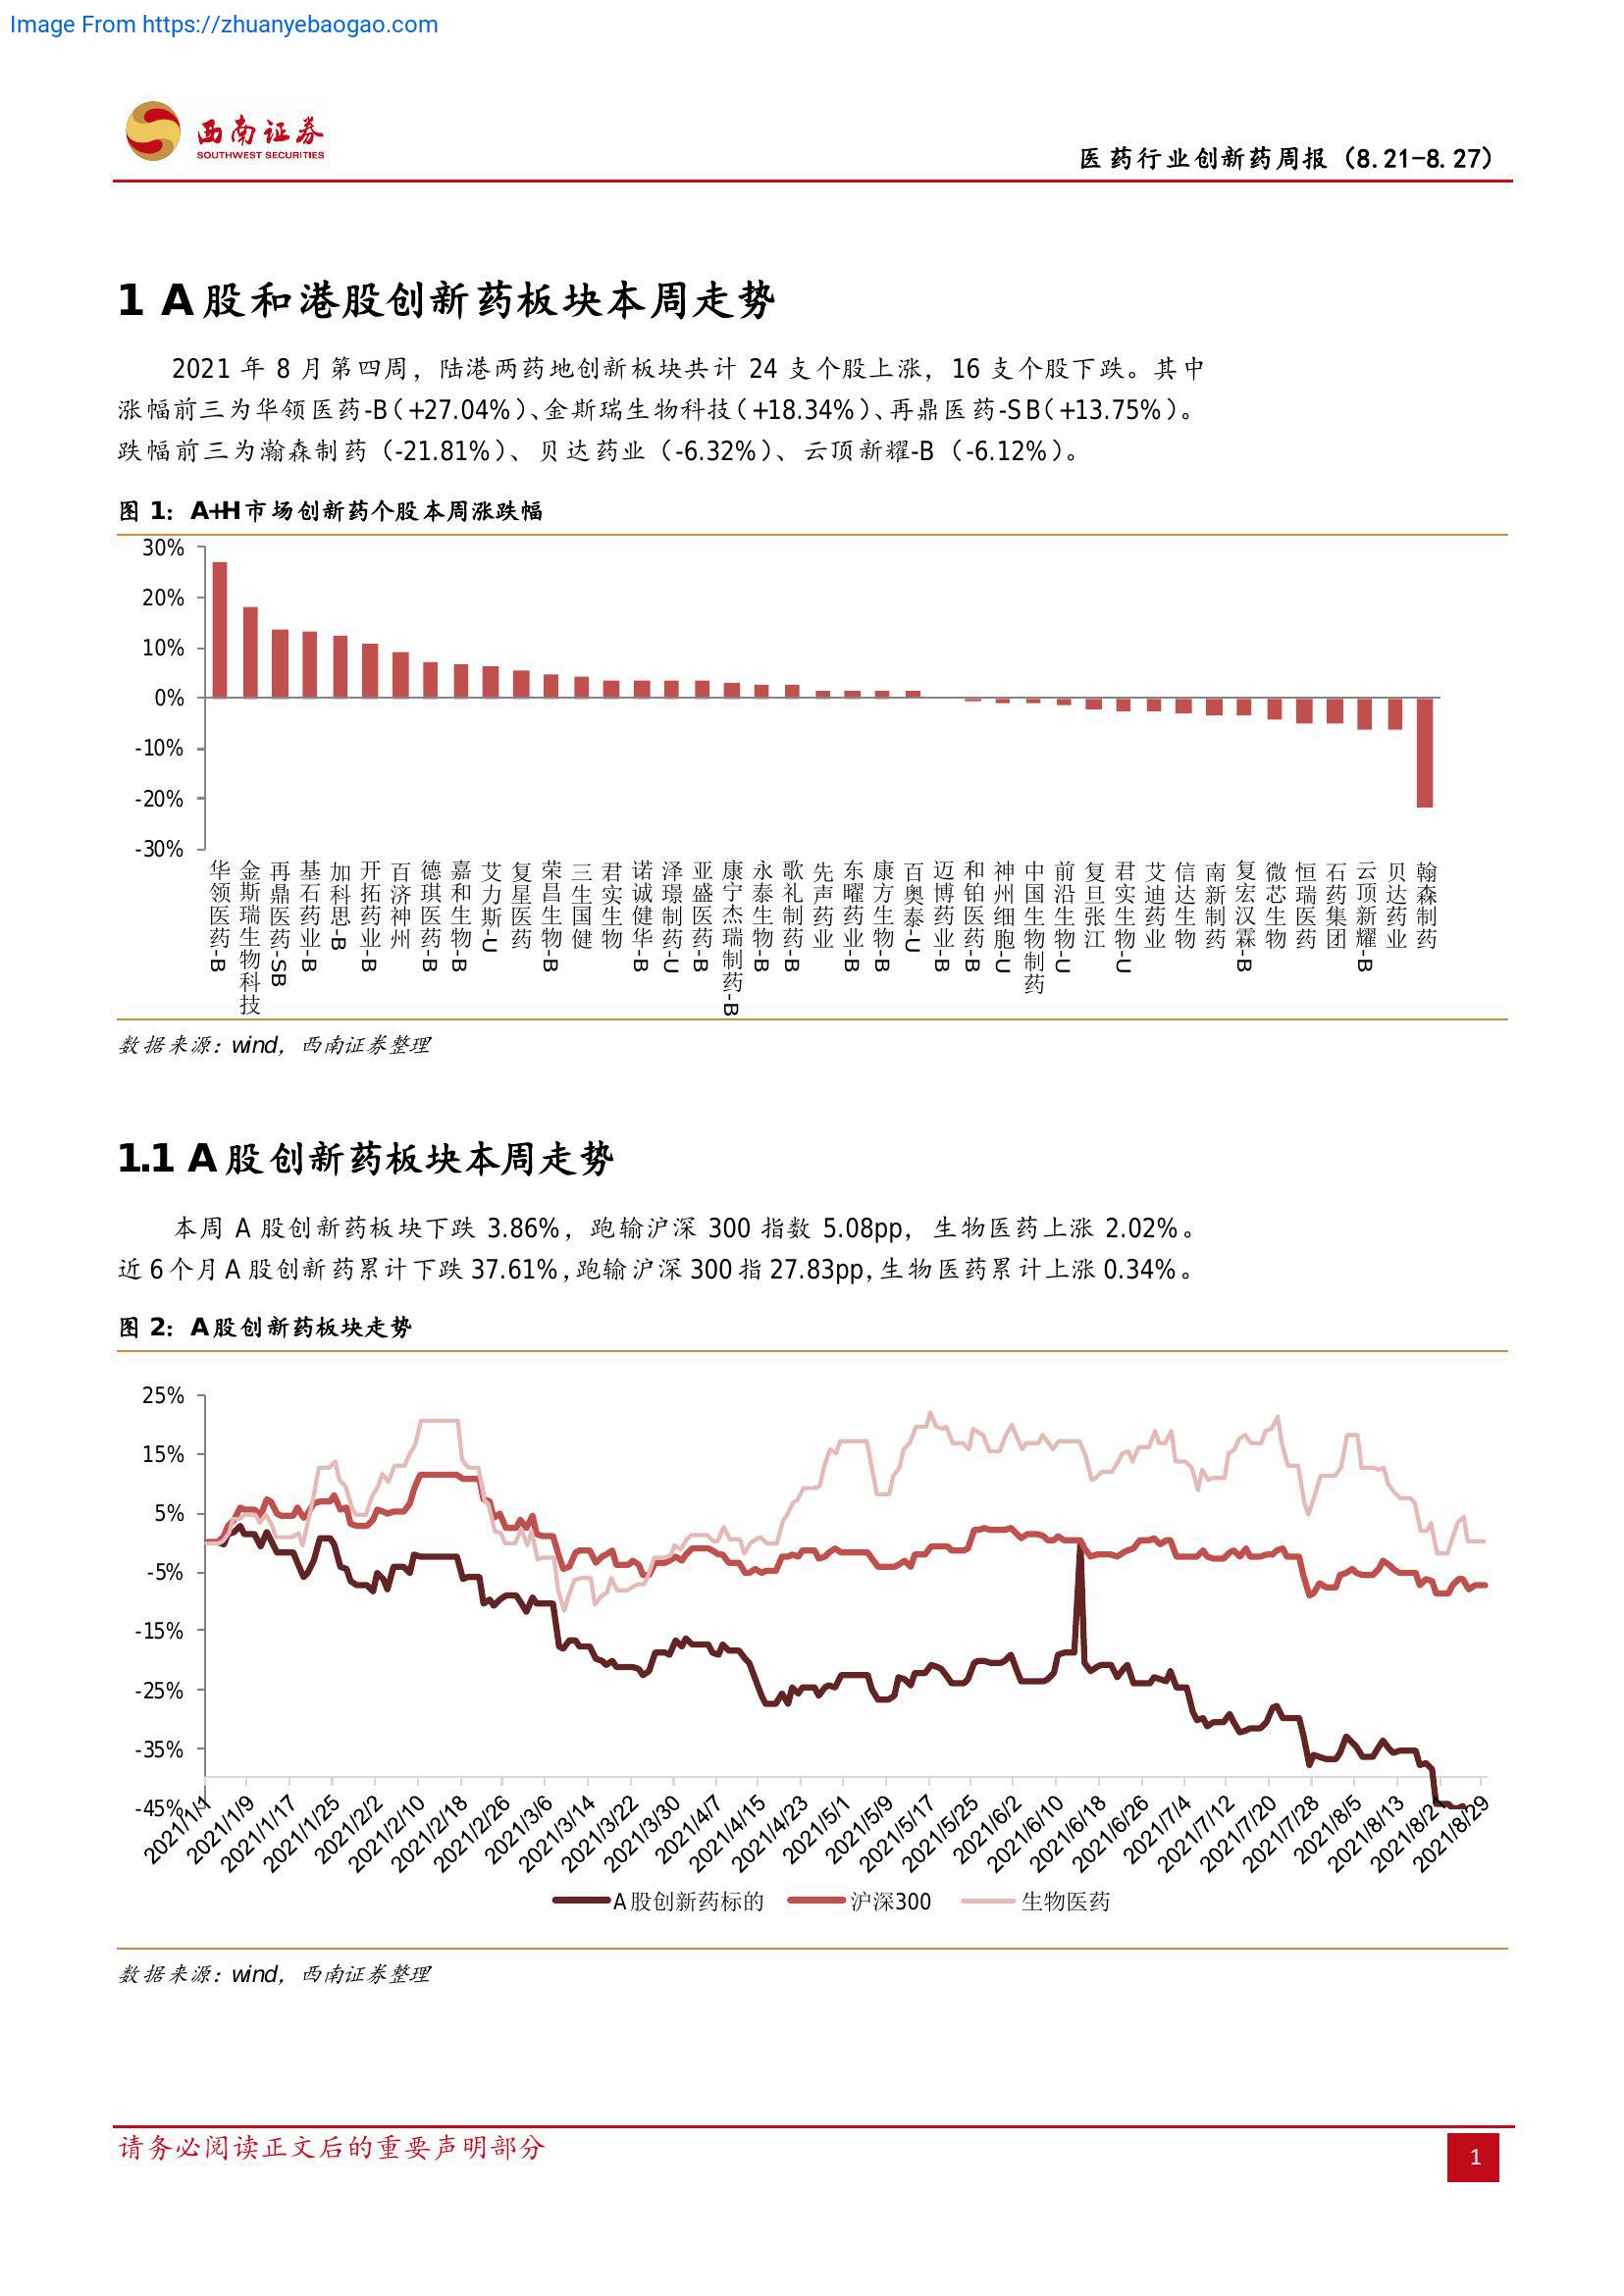 Image From https://zhuanyebaogao.com
西南证券
SOUTHWEST SECURITIES
医药行业创新药周报（8.21-8.27）
1 A股和港股创新药板块本周走势
2021 年 8 月第四周，陆港两药地创新板块共计 24 支个股上涨，16 支个股下跌。其中
涨幅前三为华领医药-B（+27.04%）、金斯瑞生物科技（+18.34%）、再鼎医药-SB（+13.75%）。
跌幅前三为瀚森制药（-21.81%）、贝达药业（-6.32%）、云顶新耀-B（-6.12%）。
图 1：A+H市场创新药个股本周涨跌幅
30%
20%
10%
0%
-10%
-20%
-30%
华领医药-B
金斯瑞生物科技
再鼎医药-SB
基石药业-B
加科思-B
开拓药业-B
百济神州
德琪医药-B
嘉和生物-B
艾力斯-U
复星医药
荣昌生物-B
三生国健
君实生物
诺诚健华-B
泽璟制药-U
亚盛医药-B
康宁杰瑞制药-B
永泰生物-B
歌礼制药-B
先声药业
东曜药业-B
康方生物-B
百奥泰-U
迈博药业-B
和铂医药-B
神州细胞-U
中国生物制药
前沿生物-U
复旦张江
君实生物-U
艾迪药业
信达生物
南新制药
复宏汉霖-B
微芯生物
恒瑞医药
石药集团
云顶新耀-B
贝达药业
翰森制药
数据来源：wind，西南证券整理
1.1 A股创新药板块本周走势
本周 A 股创新药板块下跌 3.86%，跑输沪深 300 指数 5.08pp，生物医药上涨 2.02%。
近 6 个月 A 股创新药累计下跌 37.61%，跑输沪深 300 指 27.83pp，生物医药累计上涨 0.34%。
图 2：A股创新药板块走势
25%
15%
5%
-5%
-15%
-25%
-35%
-45%
2021/1/1
2021/1/9
2021/1/17
2021/1/25
2021/2/2
2021/2/10
2021/2/18
2021/2/26
2021/3/6
2021/3/14
2021/3/22
2021/3/30
2021/4/7
2021/4/15
2021/4/23
2021/5/1
2021/5/9
2021/5/17
2021/5/25
2021/6/2
2021/6/10
2021/6/18
2021/6/26
2021/7/4
2021/7/12
2021/7/20
2021/7/28
2021/8/5
2021/8/13
2021/8/2
2021/8/29
A股创新药标的
沪深300
生物医药
数据来源：wind，西南证券整理
请务必阅读正文后的重要声明部分
1